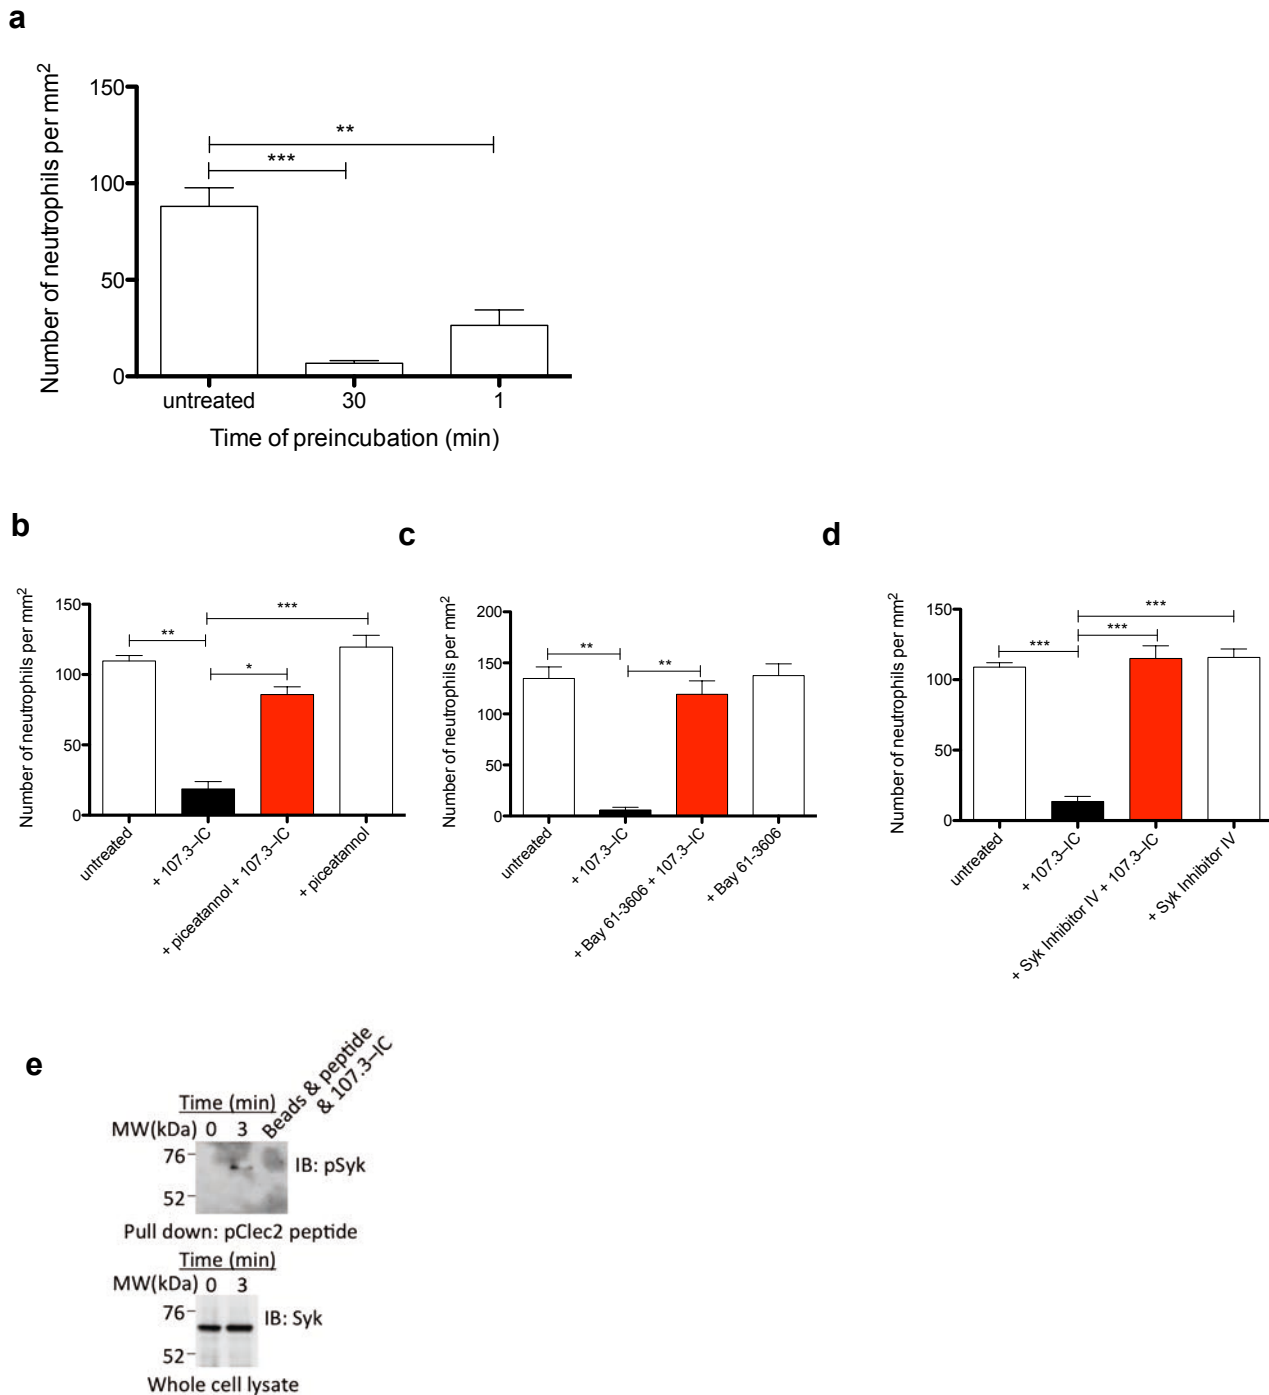 a
Number of neutrophils per mm²
150
100
50
0
**
***
untreated 30 1
Time of preincubation (min)
b
Number of neutrophils per mm²
150
100
50
0
***
**
*
untreated
+ 107.3–IC
+ piceatannol + 107.3–IC
+ piceatannol
c
Number of neutrophils per mm²
200
150
100
50
0
**
**
untreated
+ 107.3–IC
+ Bay 61-3606 + 107.3–IC
+ Bay 61-3606
d
Number of neutrophils per mm²
150
100
50
0
***
***
***
untreated
+ 107.3–IC
+ Syk Inhibitor IV + 107.3–IC
+ Syk Inhibitor IV
e
Time (min)
Beads & peptide
& 107.3–IC
MW(kDa) 0 3
76
IB: pSyk
52
Pull down: pClec2 peptide
Time (min)
MW(kDa) 0 3
76
IB: Syk
52
Whole cell lysate